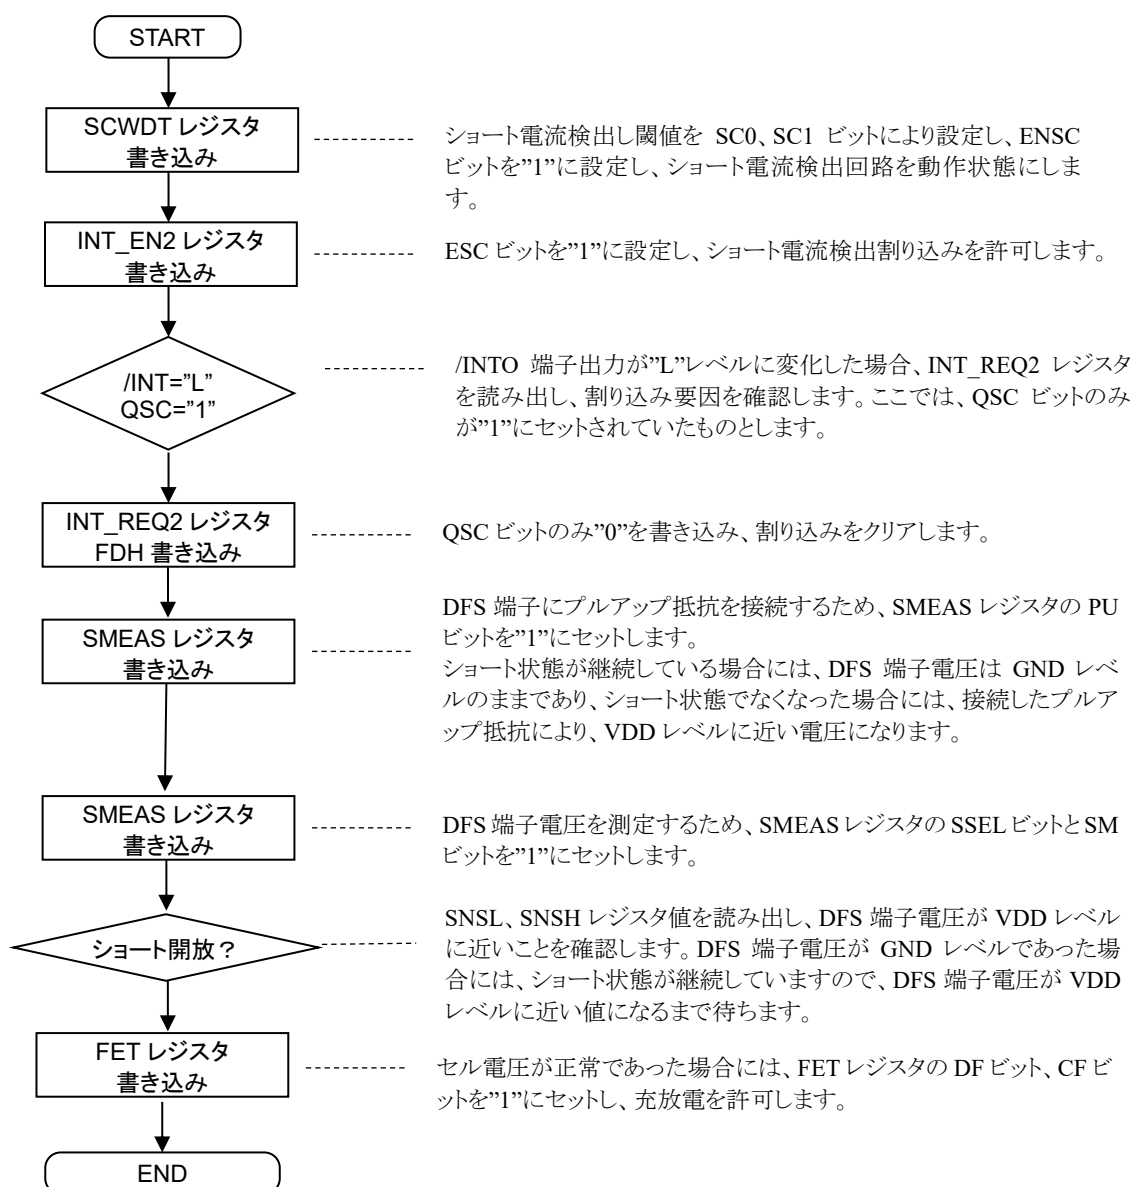 START
SCWDT レジスタ
書き込み
ショート電流検出し閾値を SC0、SC1 ビットにより設定し、ENSC
ビットを”1”に設定し、ショート電流検出回路を動作状態にしま
す。
INT_EN2 レジスタ
書き込み
ESC ビットを”1”に設定し、ショート電流検出割り込みを許可します。
/INT=”L”
QSC=”1”
/INTO 端子出力が”L”レベルに変化した場合、INT_REQ2 レジスタ
を読み出し、割り込み要因を確認します。ここでは、QSC ビットのみ
が”1”にセットされていたものとします。
INT_REQ2 レジスタ
FDH 書き込み
QSC ビットのみ”0”を書き込み、割り込みをクリアします。
SMEAS レジスタ
書き込み
DFS 端子にプルアップ抵抗を接続するため、SMEAS レジスタの PU
ビットを”1”にセットします。
ショート状態が継続している場合には、DFS 端子電圧は GND レベ
ルのままであり、ショート状態でなくなった場合には、接続したプルア
ップ抵抗により、VDD レベルに近い電圧になります。
SMEAS レジスタ
書き込み
DFS 端子電圧を測定するため、SMEAS レジスタの SSEL ビットと SM
ビットを”1”にセットします。
ショート開放？
SNSL、SNSH レジスタ値を読み出し、DFS 端子電圧が VDD レベル
に近いことを確認します。DFS 端子電圧が GND レベルであった場
合には、ショート状態が継続していますので、DFS 端子電圧が VDD
レベルに近い値になるまで待ちます。
FET レジスタ
書き込み
セル電圧が正常であった場合には、FET レジスタの DF ビット、CF ビ
ットを”1”にセットし、充放電を許可します。
END